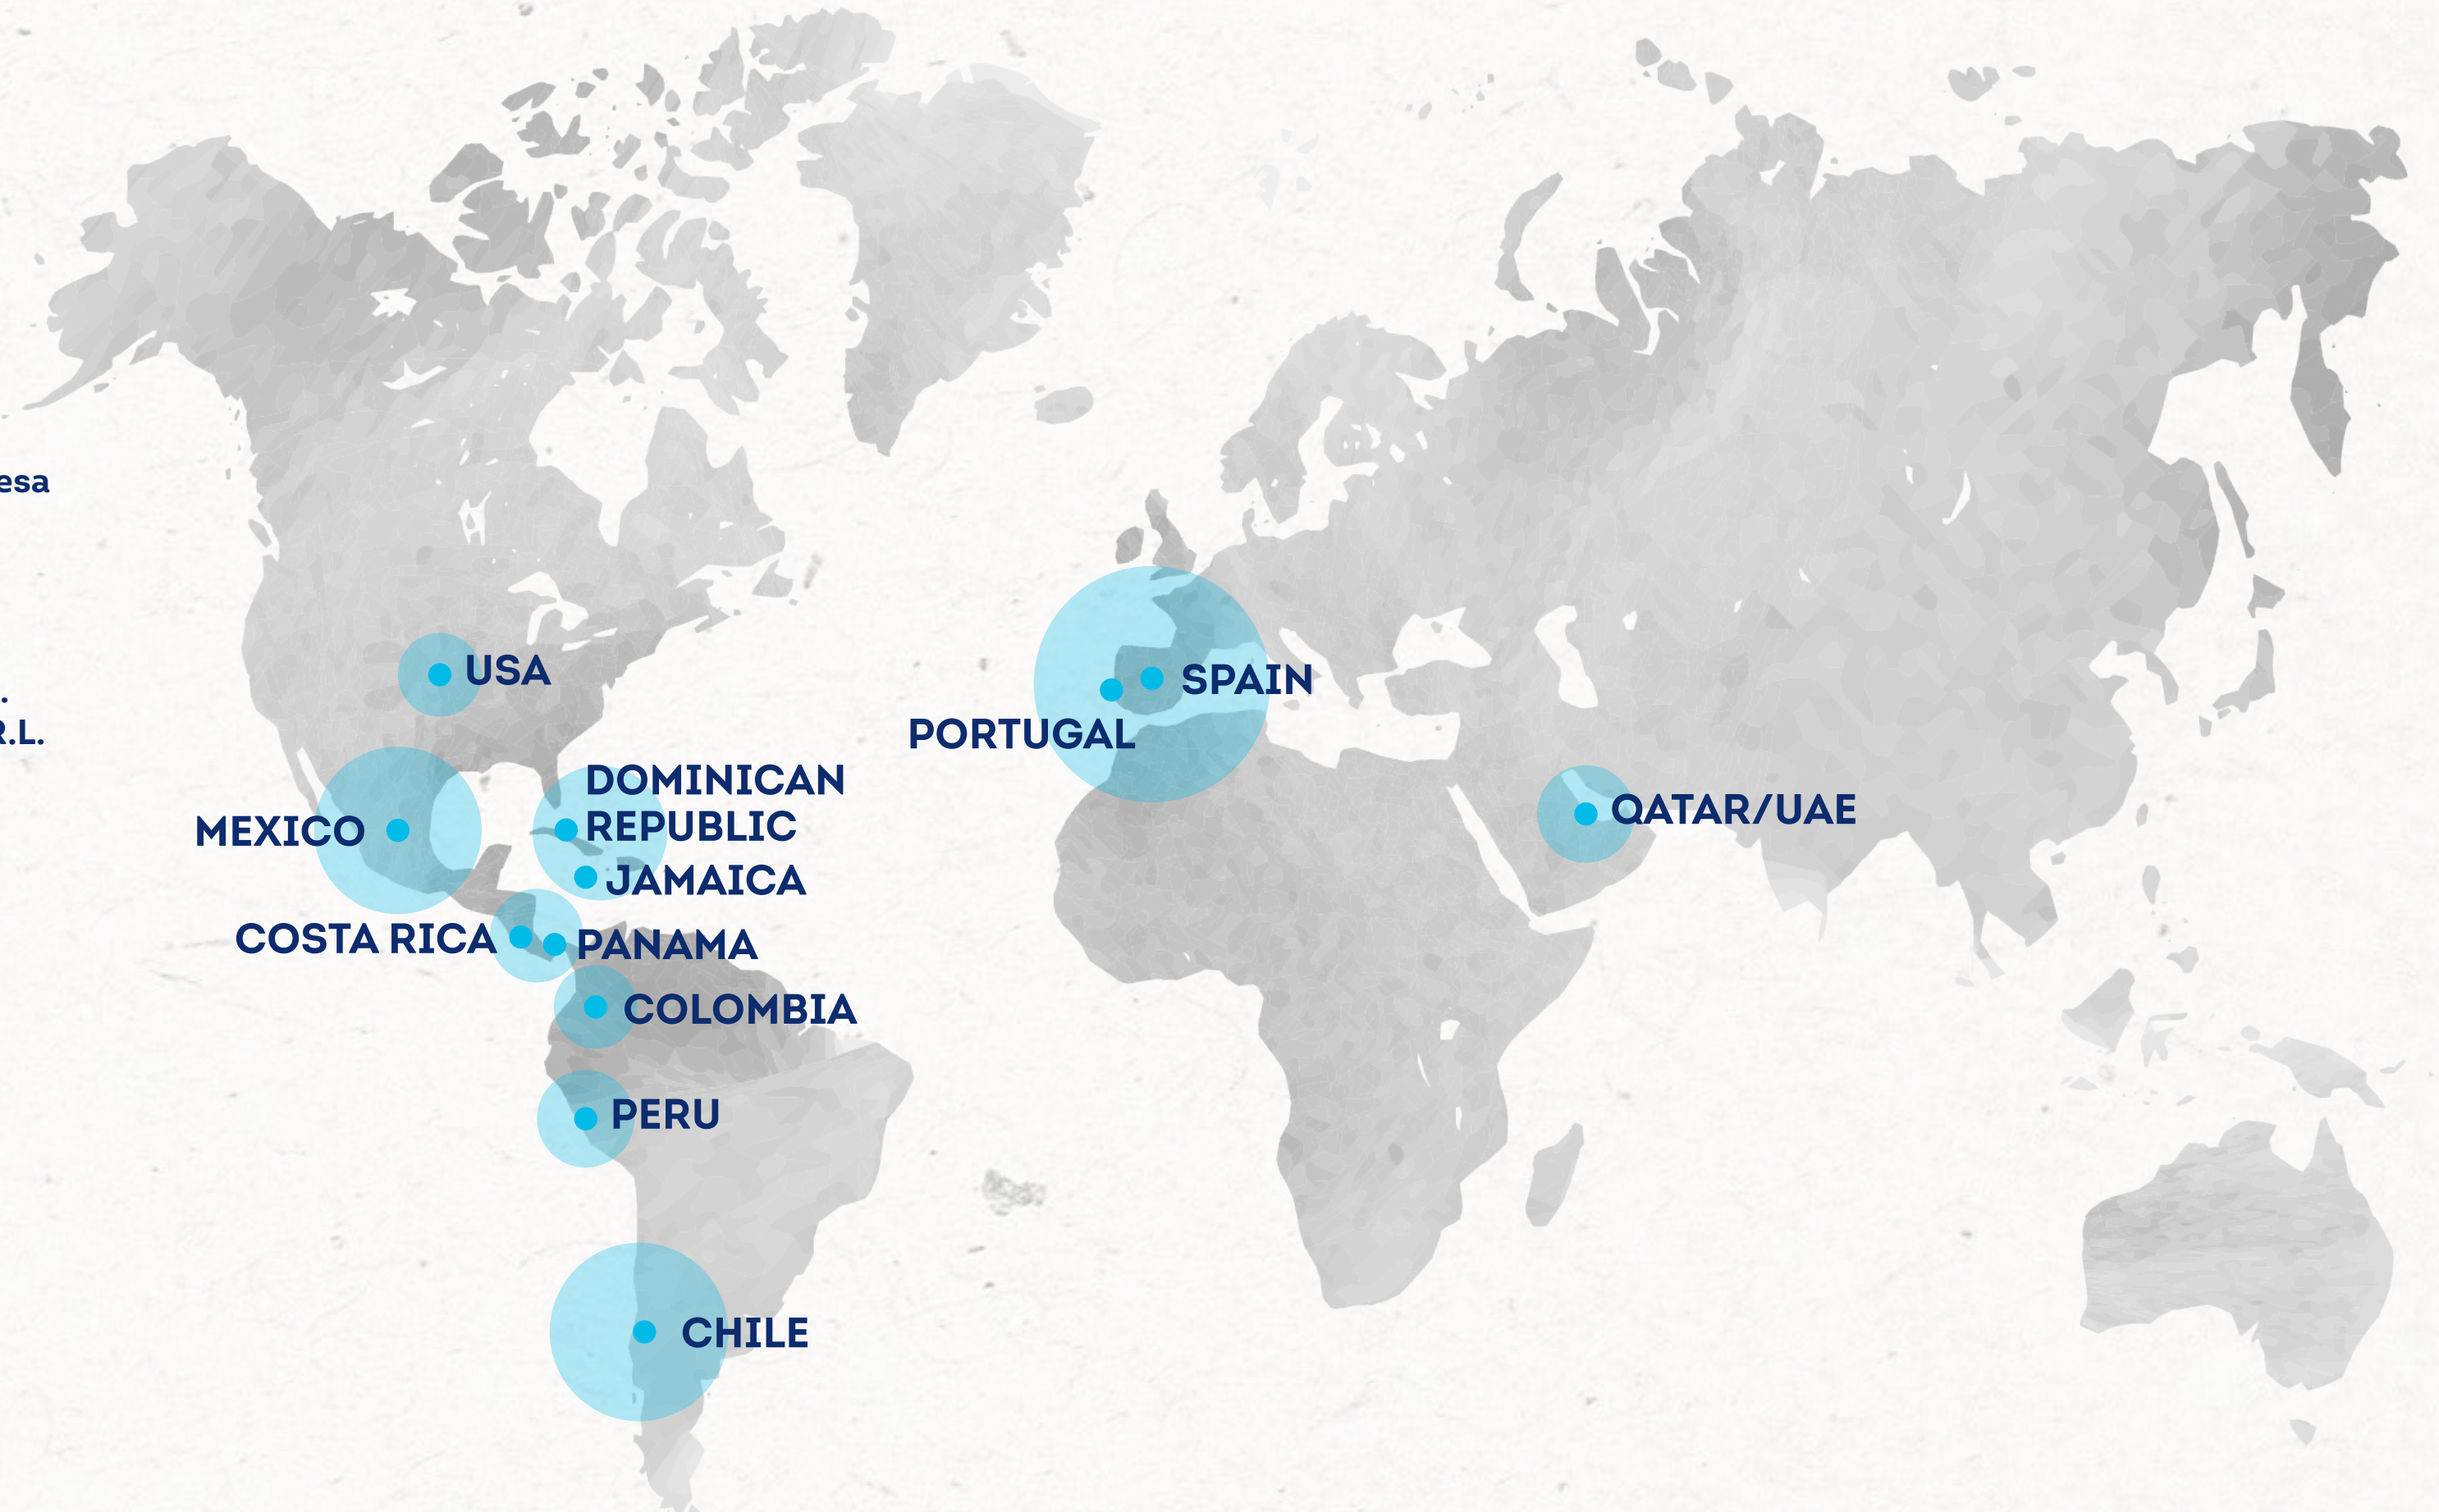 esa
.
R.L.
USA
SPAIN
PORTUGAL
DOMINICAN
REPUBLIC
MEXICO
QATAR/UAE
JAMAICA
COSTA RICA
PANAMA
COLOMBIA
PERU
CHILE